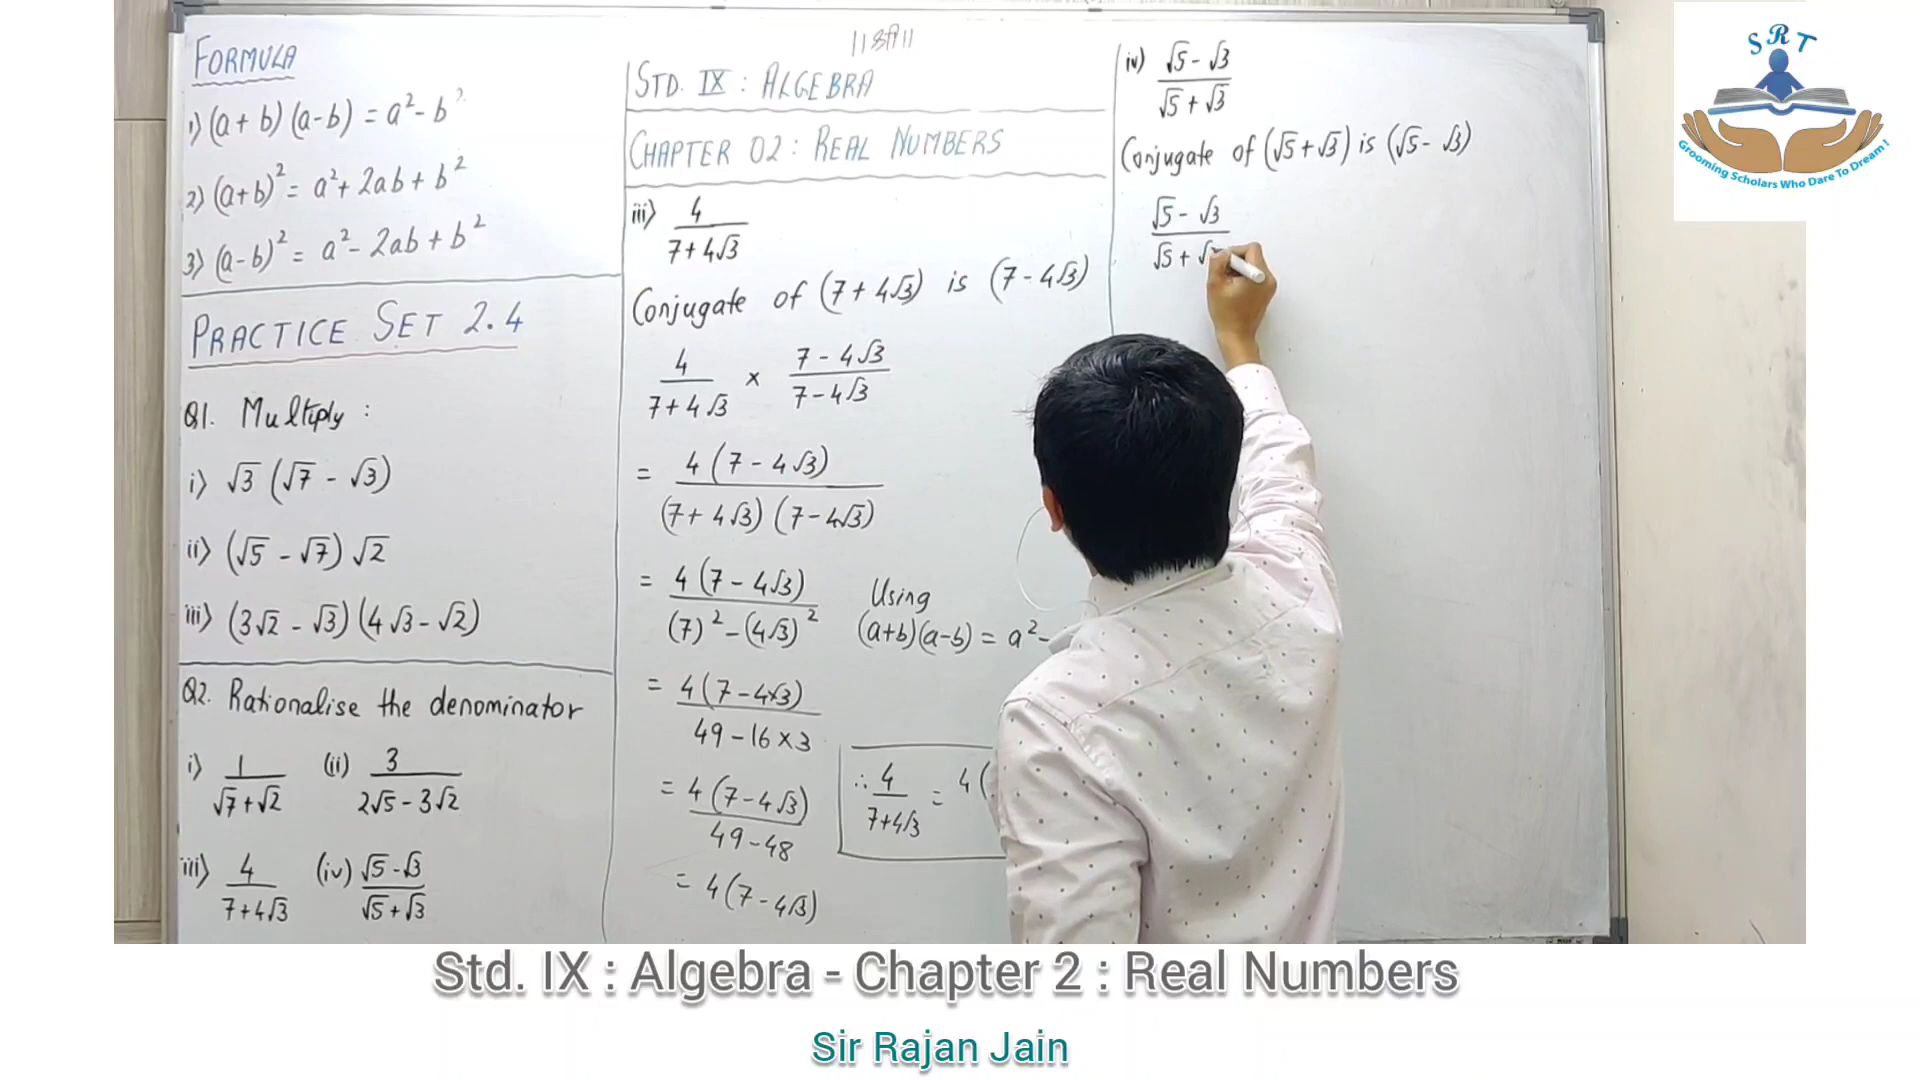 FORMULA
1) (a + b) (a - b) = a² - b²
2) (a + b)² = a² + 2ab + b²
3) (a - b)² = a² - 2ab + b²
PRACTICE SET 2.4
Q1. Multiply :
i) √3 (√7 - √3)
ii) (√5 - √7) √2
iii) (3√2 - √3) (4√3 - √2)
Q2. Rationalise the denominator
i) 1/(√7 + √2) (ii) 3/(2√5 - 3√2)
iii) 4/(7 + 4√3) (iv) (√5 - √3)/(√5 + √3)
STD. IX : ALGEBRA
CHAPTER 02 : REAL NUMBERS
iii) 4/(7 + 4√3)
Conjugate of (7 + 4√3) is (7 - 4√3)
4/(7 + 4√3) × (7 - 4√3)/(7 - 4√3)
= 4 (7 - 4√3)/(7 + 4√3) (7 - 4√3)
= 4 (7 - 4√3)/(7)² - (4√3)² Using
(a+b)(a-b) = a² -
= 4 (7 - 4√3)/49 - 16 × 3
= 4 (7 - 4√3)/49 - 48
∴ 4/(7 + 4√3) = 4 (
= 4 (7 - 4√3)
iv) (√5 - √3)/(√5 + √3)
Conjugate of (√5 + √3) is (√5 - √3)
√5 - √3
√5 + √
SRT
Grooming Scholars Who Dare To Dream !
Std. IX : Algebra - Chapter 2 : Real Numbers
Sir Rajan Jain